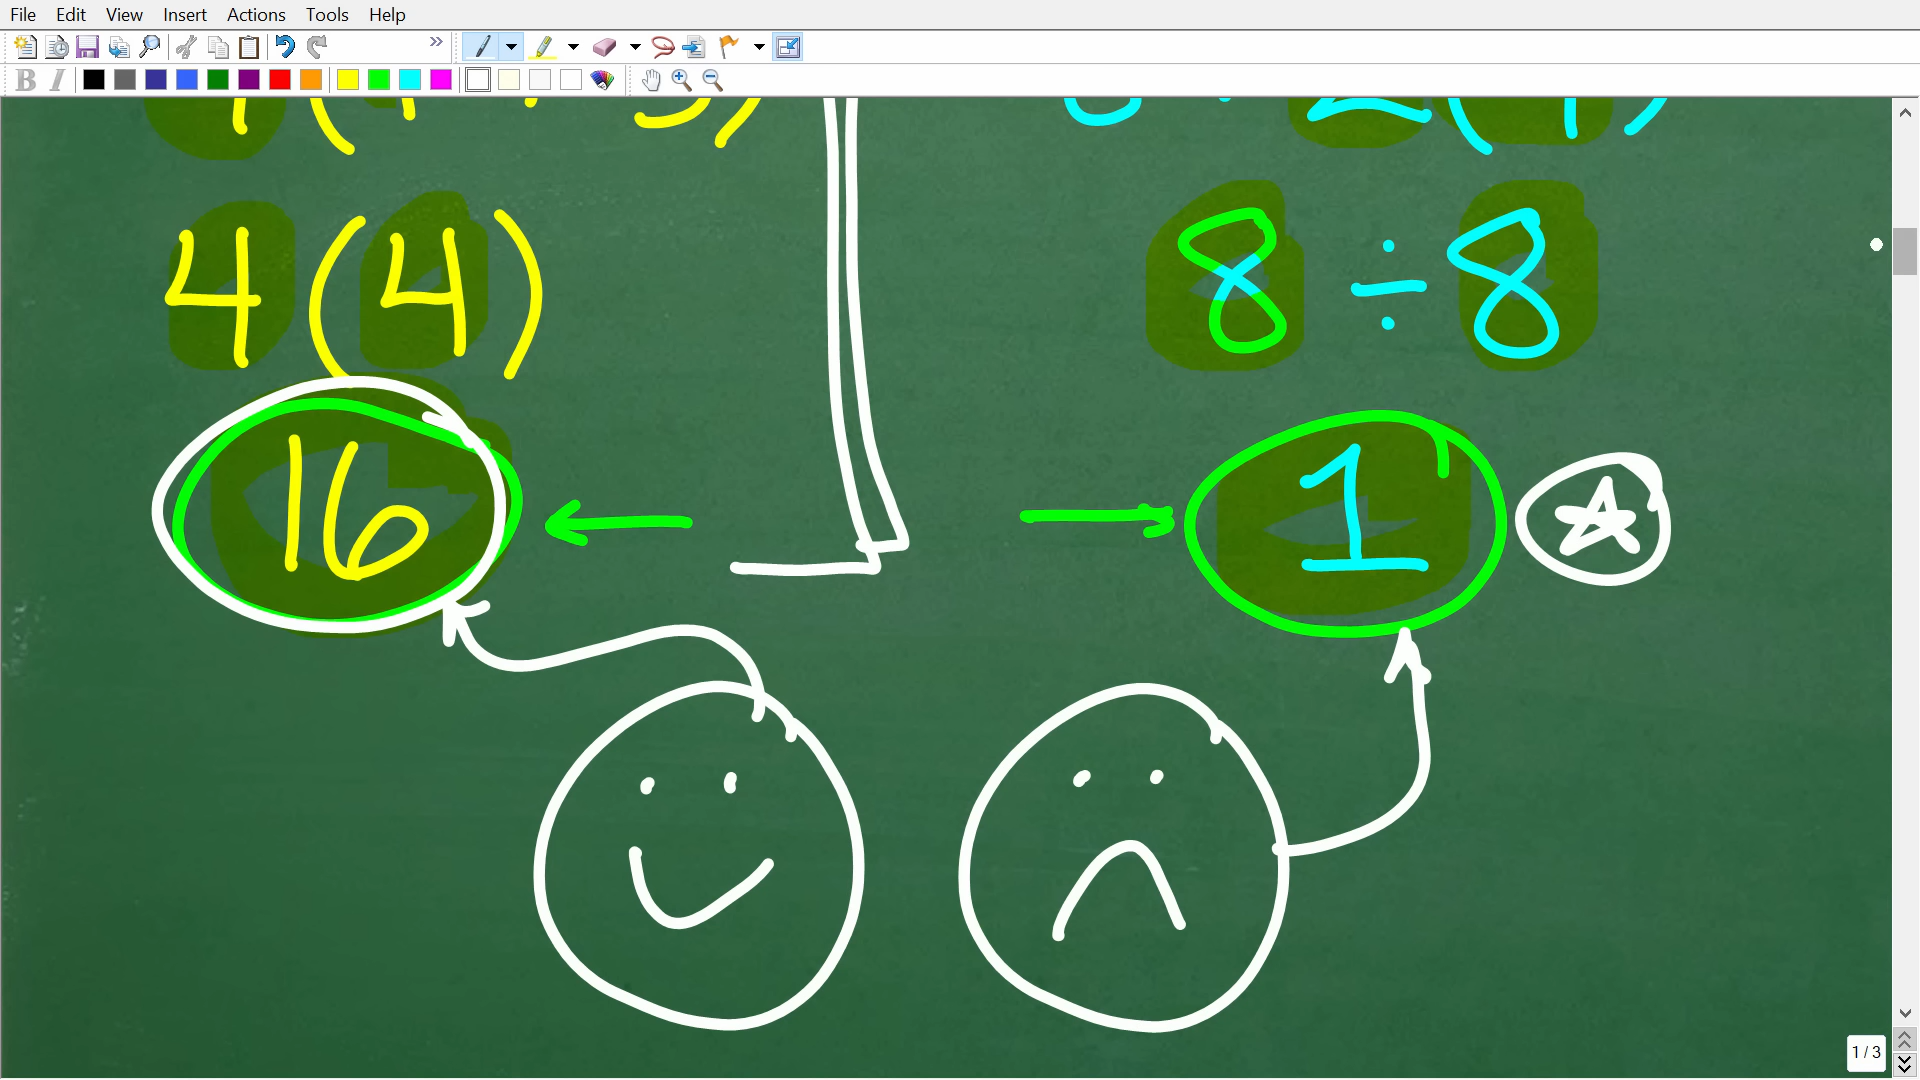 File Edit View Insert Actions Tools Help
B I
4(4)
8 ÷ 8
16
1
1 / 3